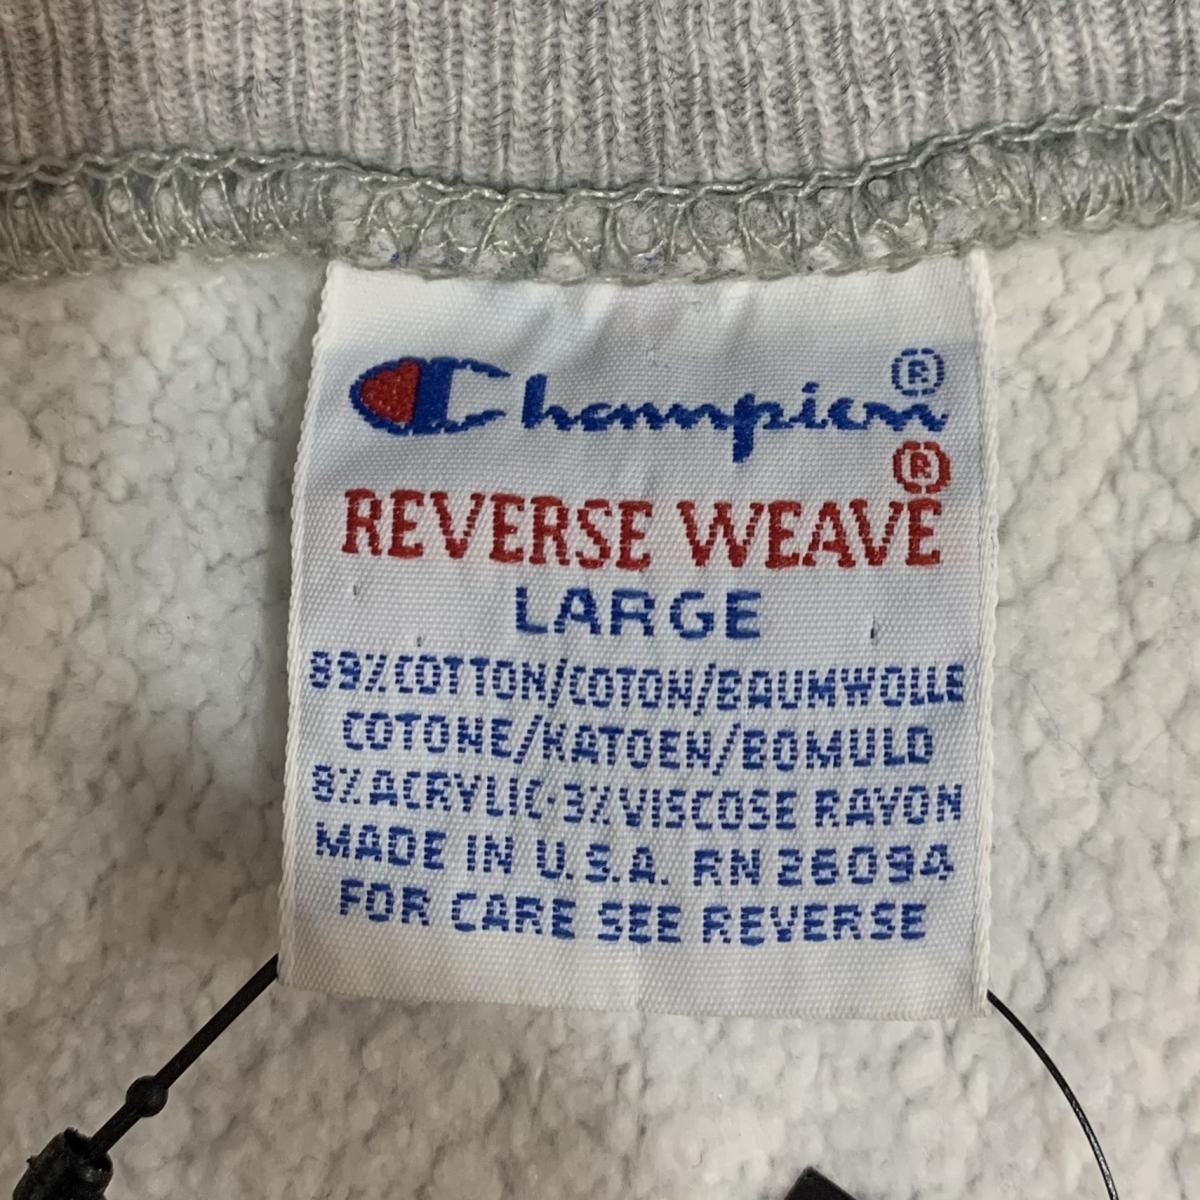 Champion®
REVERSE WEAVE®
LARGE
89% COTTON/COTON/BAUMWOLLE
COTONE/KATOEN/BOMULD
8% ACRYLIC·3% VISCOSE RAYON
MADE IN U.S.A. RN 26094
FOR CARE SEE REVERSE